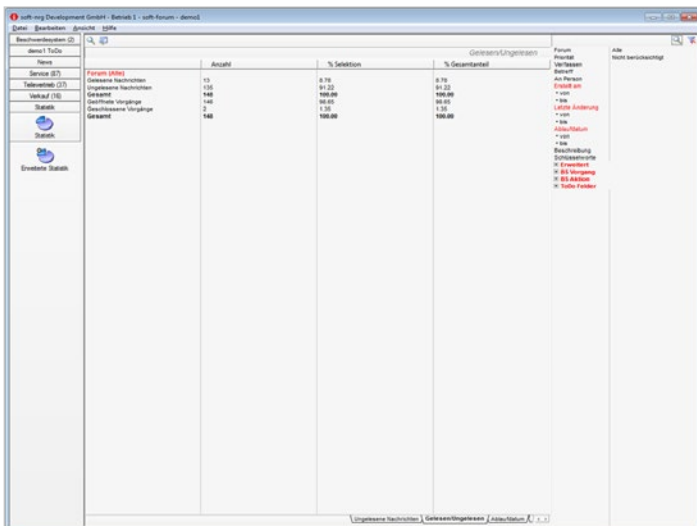 soft-nrg Development GmbH - Betrieb 1 - soft-forum - demo1
Datei Bearbeiten Ansicht Hilfe
Beschwerdesystem (2)
demo1 ToDo
News
Service (87)
Televertrieb (37)
Verkauf (16)
Statistik
Statistik
Erweiterte Statistik
Gelesen/Ungelesen
Anzahl % Selektion % Gesamtanteil
Forum (Alle)
Gelesene Nachrichten 13 8.78 8.78
Ungelesene Nachrichten 135 91.22 91.22
Gesamt 148 100.00 100.00
Geöffnete Vorgänge 146 98.65 98.65
Geschlossene Vorgänge 2 1.35 1.35
Gesamt 148 100.00 100.00
Forum Alle
Priorität Nicht berücksichtigt
Verfasser
Betreff
An Person
Erstellt am
* von
* bis
Letzte Änderung
* von
* bis
Ablaufdatum
* von
* bis
Beschreibung
Schlüsselworte
Erweitert
BS Vorgang
BS Aktion
ToDo Felder
Ungelesene Nachrichten Gelesen/Ungelesen Ablaufdatum